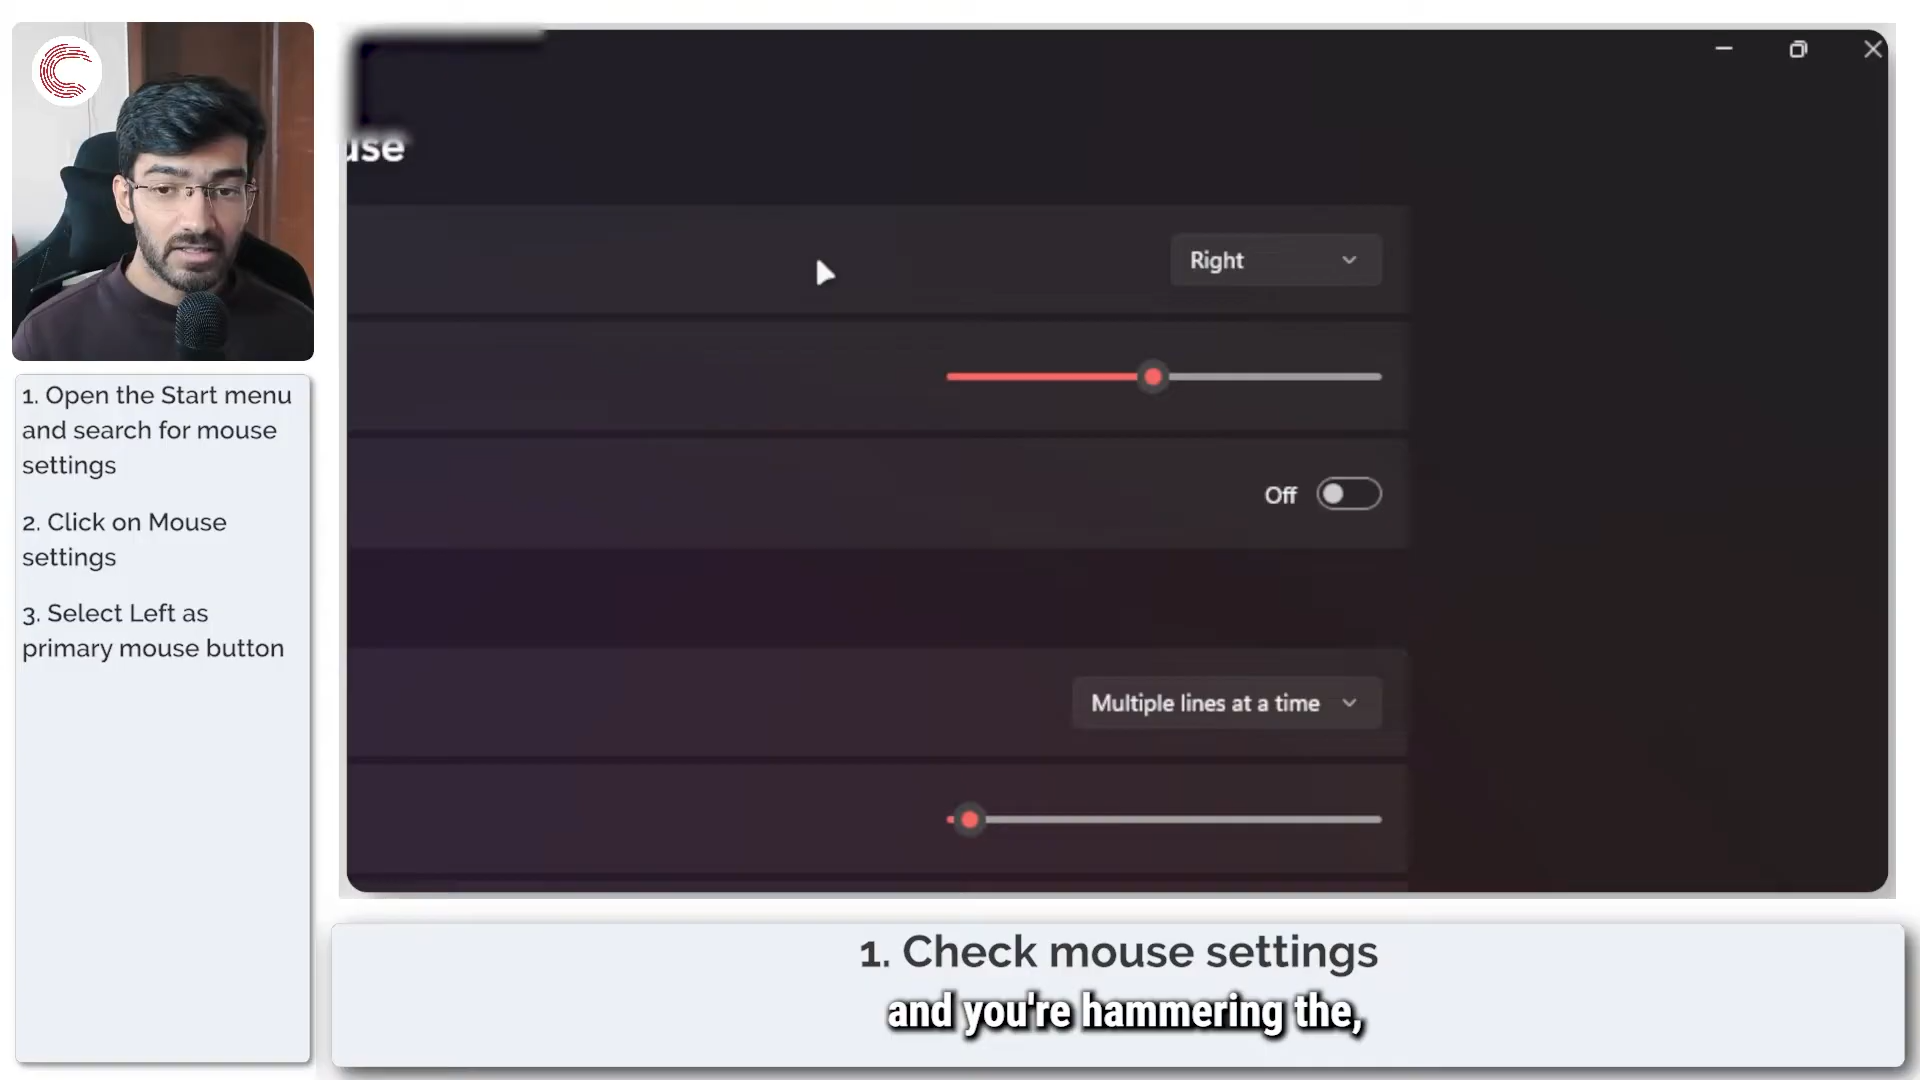 use
Right
Off
Multiple lines at a time
1. Open the Start menu
and search for mouse
settings
2. Click on Mouse
settings
3. Select Left as
primary mouse button
1. Check mouse settings
and you're hammering the,